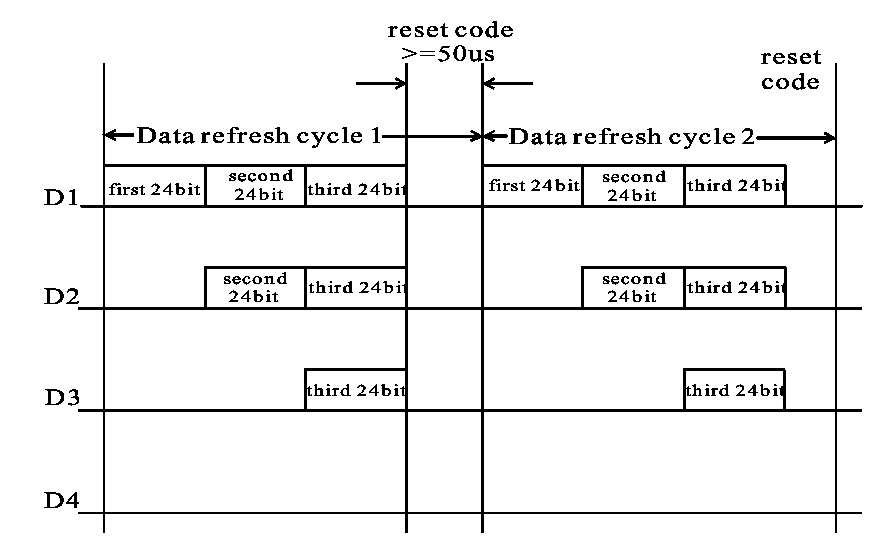 reset code
>=50us
reset
code
Data refresh cycle 1
Data refresh cycle 2
D1
first 24bit
second
24bit
third 24bit
first 24bit
second
24bit
third 24bit
D2
second
24bit
third 24bit
second
24bit
third 24bit
D3
third 24bit
third 24bit
D4